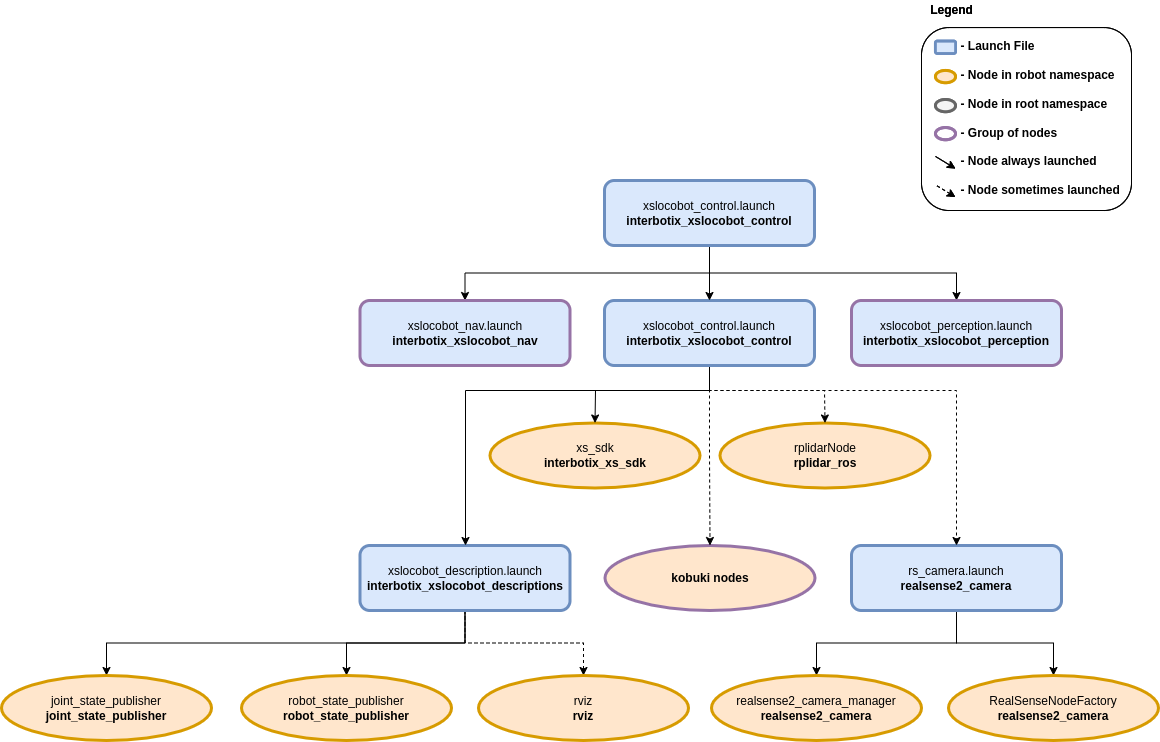 Legend
- Launch File
- Node in robot namespace
- Node in root namespace
- Group of nodes
- Node always launched
- Node sometimes launched
xslocobot_control.launch
interbotix_xslocobot_control
xslocobot_nav.launch
interbotix_xslocobot_nav
xslocobot_control.launch
interbotix_xslocobot_control
xslocobot_perception.launch
interbotix_xslocobot_perception
xs_sdk
interbotix_xs_sdk
rplidarNode
rplidar_ros
xslocobot_description.launch
interbotix_xslocobot_descriptions
kobuki nodes
rs_camera.launch
realsense2_camera
joint_state_publisher
joint_state_publisher
robot_state_publisher
robot_state_publisher
rviz
rviz
realsense2_camera_manager
realsense2_camera
RealSenseNodeFactory
realsense2_camera